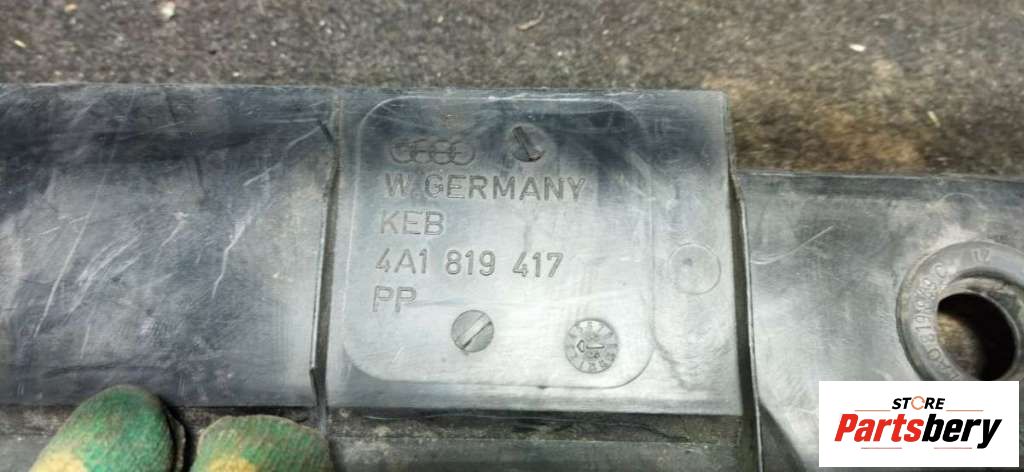 W.GERMANY
KEB
4A1 819 417
PP
STORE
Partsbery